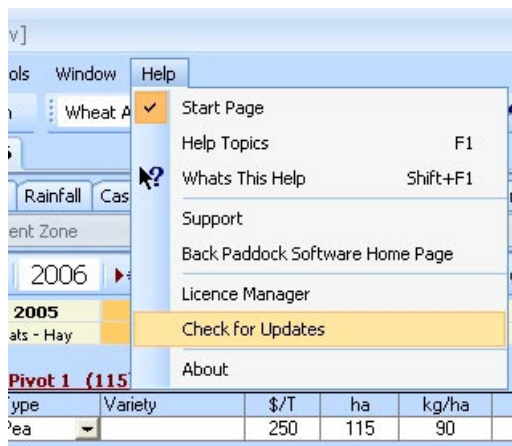 v]
ols Window Help
Wheat A
Start Page
Help Topics F1
Whats This Help Shift+F1
Rainfall Cas
Support
ent Zone
Back Paddock Software Home Page
2006
Licence Manager
2005
Check for Updates
ats - Hay
About
Pivot 1 (115
Type Variety $/T ha kg/ha
Pea 250 115 90